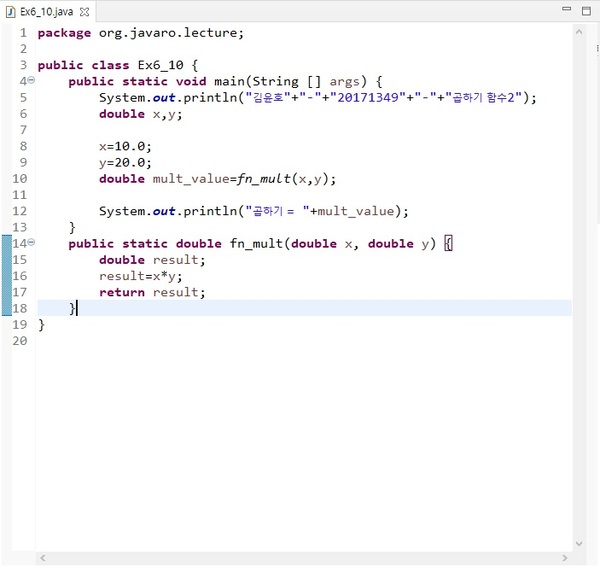 Ex6_10.java
1 package org.javaro.lecture;
2
3 public class Ex6_10 {
4 public static void main(String [] args) {
5 System.out.println("김윤호"+"-"+"20171349"+"-"+"곱하기 함수2");
6 double x,y;
7
8 x=10.0;
9 y=20.0;
10 double mult_value=fn_mult(x,y);
11
12 System.out.println("곱하기 = "+mult_value);
13 }
14 public static double fn_mult(double x, double y) {
15 double result;
16 result=x*y;
17 return result;
18 }
19 }
20